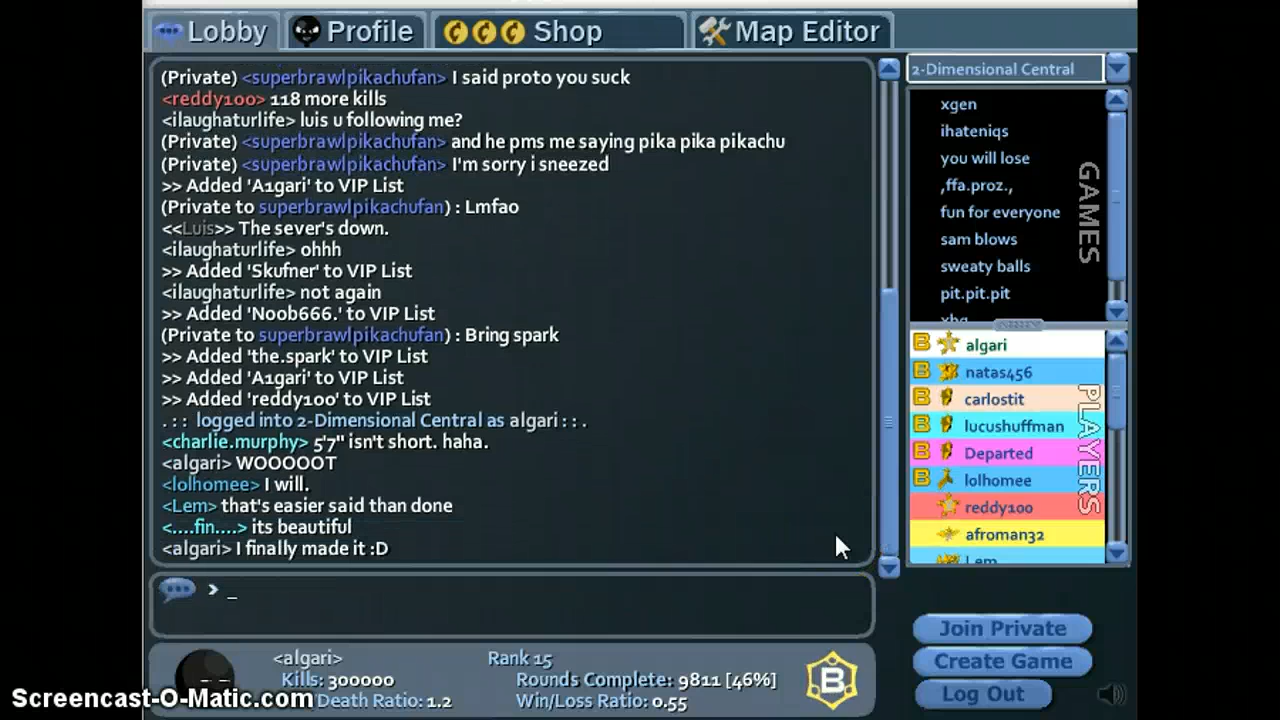 Lobby
Profile
Shop
Map Editor
(Private) <superbrawlpikachufan> I said proto you suck
<reddy100> 118 more kills
<ilaughaturlife> luis u following me?
(Private) <superbrawlpikachufan> and he pms me saying pika pika pikachu
(Private) <superbrawlpikachufan> I'm sorry i sneezed
>> Added 'A1gari' to VIP List
(Private to superbrawlpikachufan) : Lmfao
<<Luis>> The sever's down.
<ilaughaturlife> ohhh
>> Added 'Skufner' to VIP List
<ilaughaturlife> not again
>> Added 'Noob666.' to VIP List
(Private to superbrawlpikachufan) : Bring spark
>> Added 'the.spark' to VIP List
>> Added 'A1gari' to VIP List
>> Added 'reddy100' to VIP List
. : : logged into 2-Dimensional Central as algari : : .
<charlie.murphy> 5'7" isn't short. haha.
<algari> WOOOOOT
<lolhomee> I will.
<Lem> that's easier said than done
<....fin....> its beautiful
<algari> I finally made it :D
> _
2-Dimensional Central
xgen
ihateniqs
you will lose
,ffa.proz.,
fun for everyone
sam blows
sweaty balls
pit.pit.pit
GAMES
B algari
B natas456
B carlostit
B lucushuffman
B Departed
B lolhomee
reddy100
afroman32
Lem
PLAYERS
Join Private
Create Game
Log Out
<algari>
Kills: 300000
Death Ratio: 1.2
Rank 15
Rounds Complete: 9811 [46%]
Win/Loss Ratio: 0.55
B
Screencast-O-Matic.com